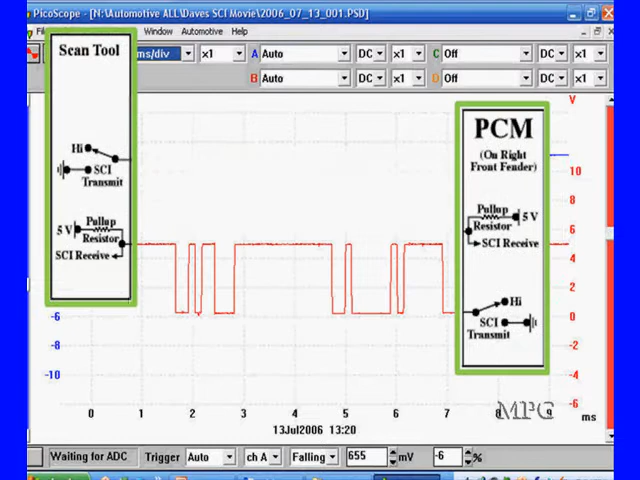 PicoScope - [N:\Automotive ALL\Daves SCI Movie\2006_07_13_001.PSD]
Window Automotive Help
ms/div x1 A Auto DC x1 C Off DC x1
B Auto DC x1 D Off DC x1
Scan Tool
Hi
SCI
Transmit
5 V Pullup
Resistor
SCI Receive
PCM
(On Right
Front Fender)
Pullup 5 V
Resistor
SCI Receive
Hi
SCI
Transmit
V
10
8
6
4
2
0
-2
-4
-6
-6
-8
-10
0 1 2 3 4 5 6 7 8 9 ms
13Jul2006 13:20
MPC
Waiting for ADC Trigger Auto ch A Falling 655 mV -6 %